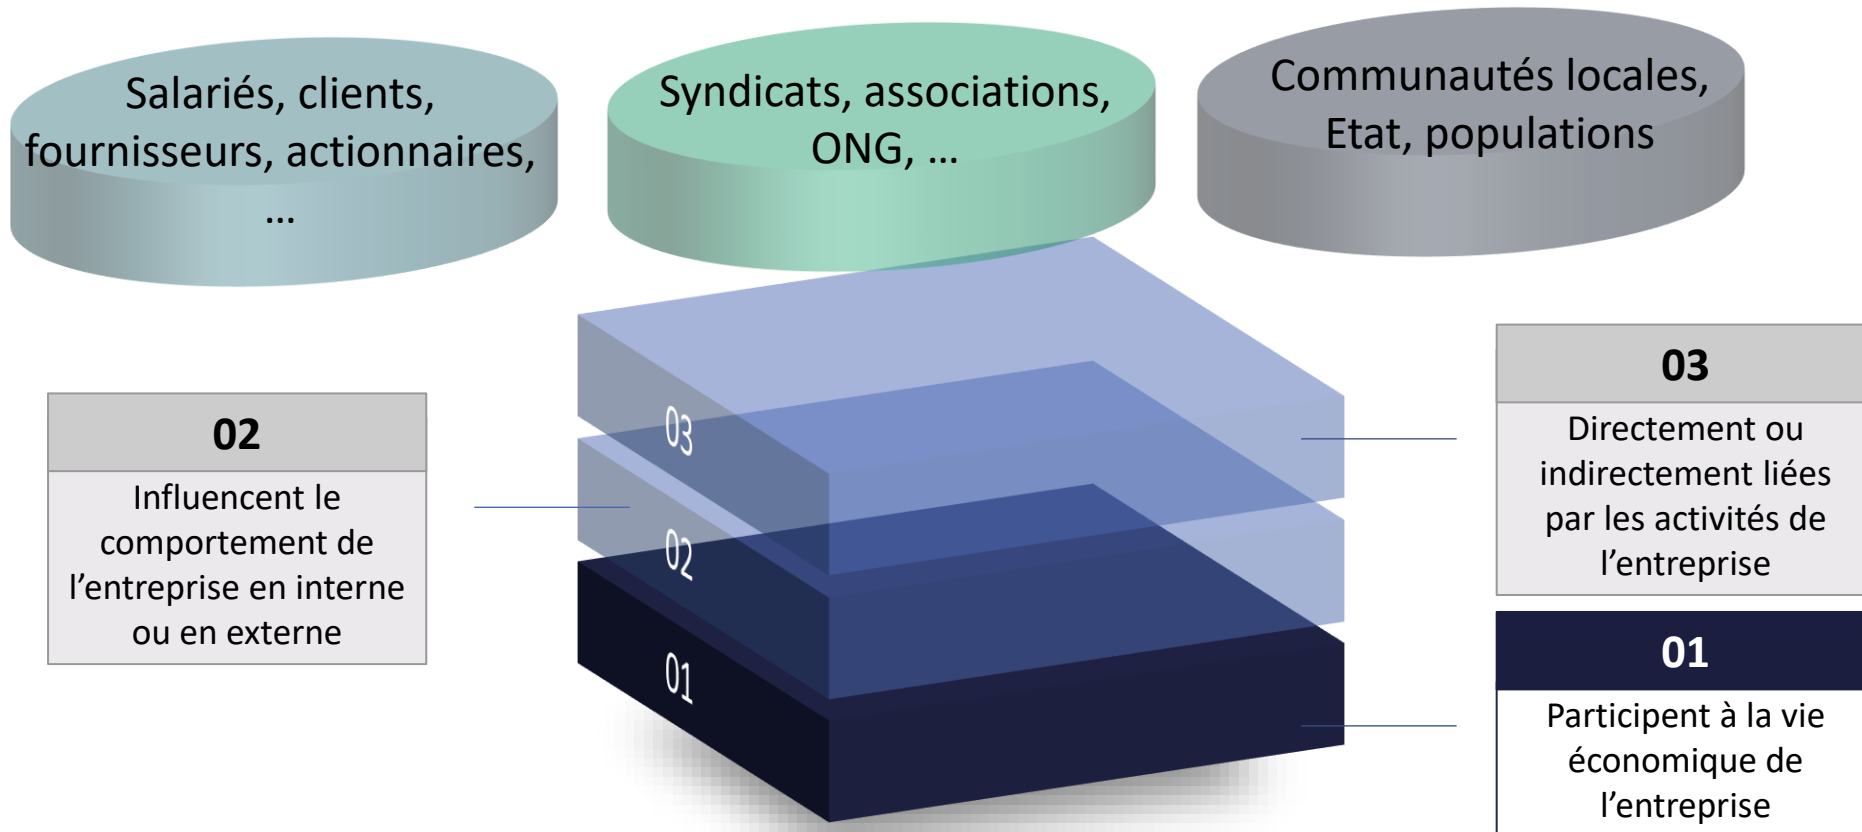 Salariés, clients,
fournisseurs, actionnaires,
...
Syndicats, associations,
ONG, ...
Communautés locales,
Etat, populations
02
Influencent le
comportement de
l’entreprise en interne
ou en externe
03
02
01
03
Directement ou
indirectement liées
par les activités de
l’entreprise
01
Participent à la vie
économique de
l’entreprise